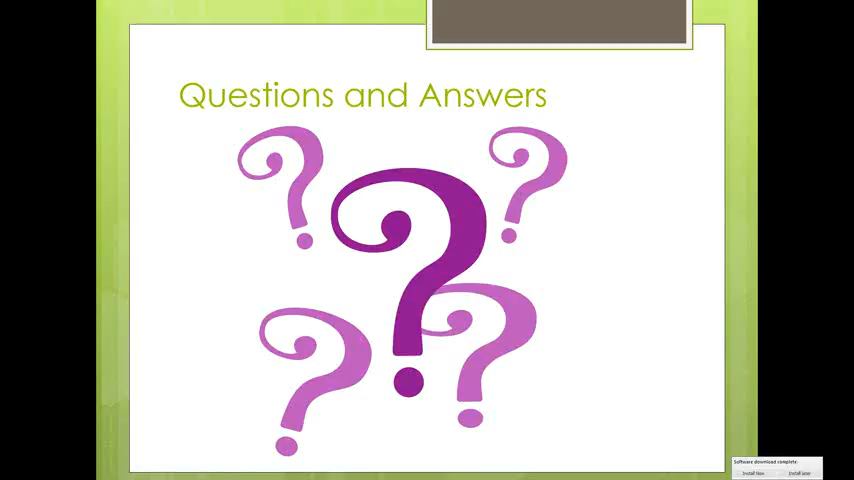 Questions and Answers
Software download complete.
Install Now Install later